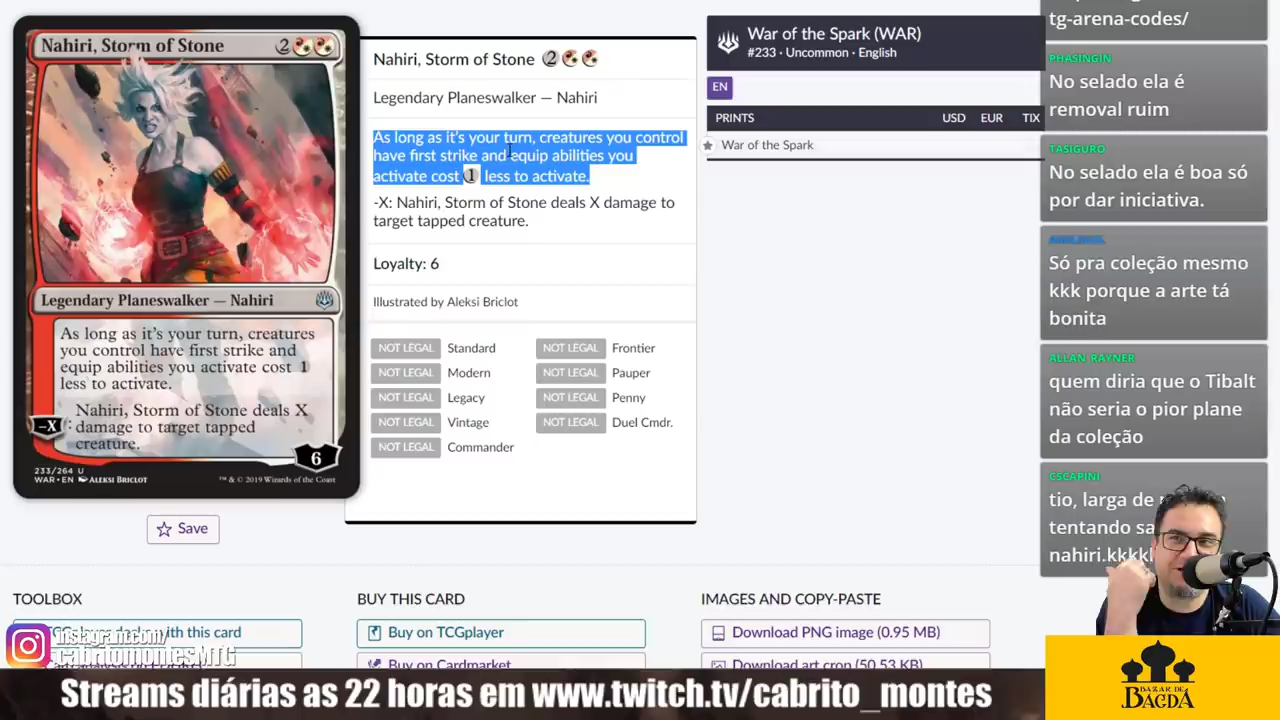 Nahiri, Storm of Stone 2
Legendary Planeswalker — Nahiri
As long as it's your turn, creatures
you control have first strike and
equip abilities you activate cost 1
less to activate.
Nahiri, Storm of Stone deals X
-X: damage to target tapped
creature.
6
233/264 U
WAR • EN ALEKSI BRICLOT
™ & © 2019 Wizards of the Coast
Save
Nahiri, Storm of Stone 2
Legendary Planeswalker — Nahiri
As long as it's your turn, creatures you control
have first strike and equip abilities you
activate cost 1 less to activate.
-X: Nahiri, Storm of Stone deals X damage to
target tapped creature.
Loyalty: 6
Illustrated by Aleksi Briclot
NOT LEGAL Standard NOT LEGAL Frontier
NOT LEGAL Modern NOT LEGAL Pauper
NOT LEGAL Legacy NOT LEGAL Penny
NOT LEGAL Vintage NOT LEGAL Duel Cmdr.
NOT LEGAL Commander
War of the Spark (WAR)
#233 · Uncommon · English
EN
PRINTS USD EUR TIX
War of the Spark
tg-arena-codes/
PHASINGIN
No selado ela é
removal ruim
TASIGURO
No selado ela é boa só
por dar iniciativa.
Só pra coleção mesmo
kkk porque a arte tá
bonita
ALLAN_RAYNER
quem diria que o Tibalt
não seria o pior plane
da coleção
CSCAPINI
tio, larga de
tentando
nahiri.kkkk
TOOLBOX
with this card
BUY THIS CARD
Buy on TCGplayer
Buy on Cardmarket
IMAGES AND COPY-PASTE
Download PNG image (0.95 MB)
Download art crop (50.53 KB)
instagram.com/
cabritomontesMTG
Streams diárias as 22 horas em www.twitch.tv/cabrito_montes
BAZAR DE
BAGDÁ